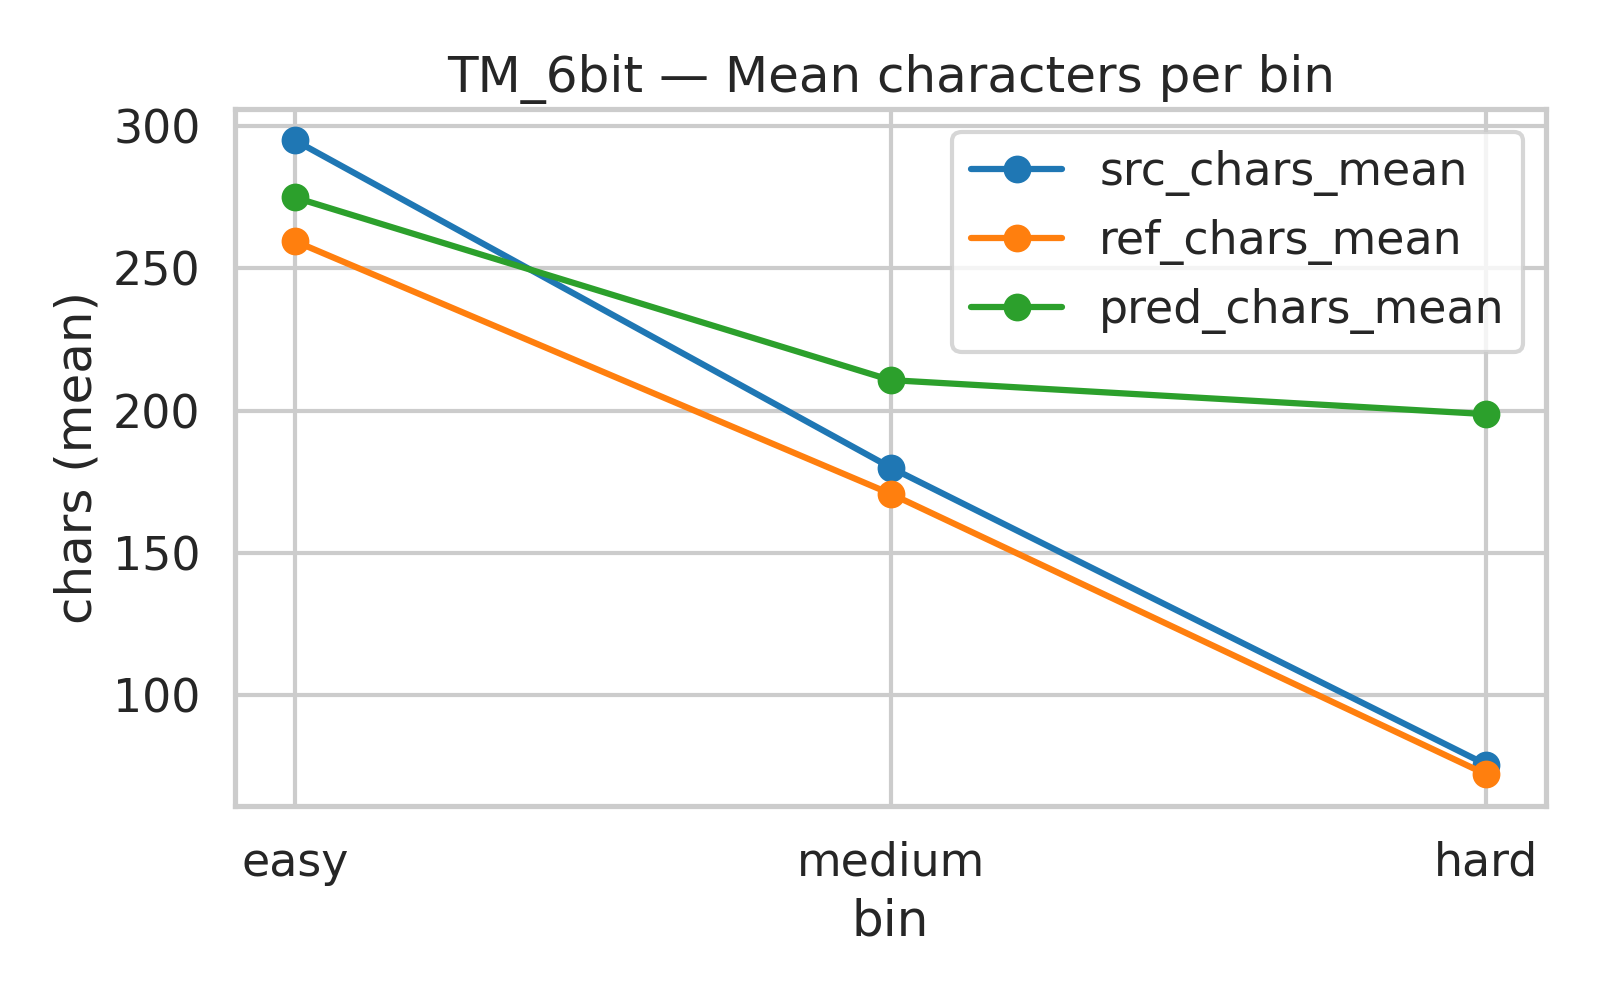 TM_6bit — Mean characters per bin
300
250
200
150
100
chars (mean)
src_chars_mean
ref_chars_mean
pred_chars_mean
easy medium hard
bin